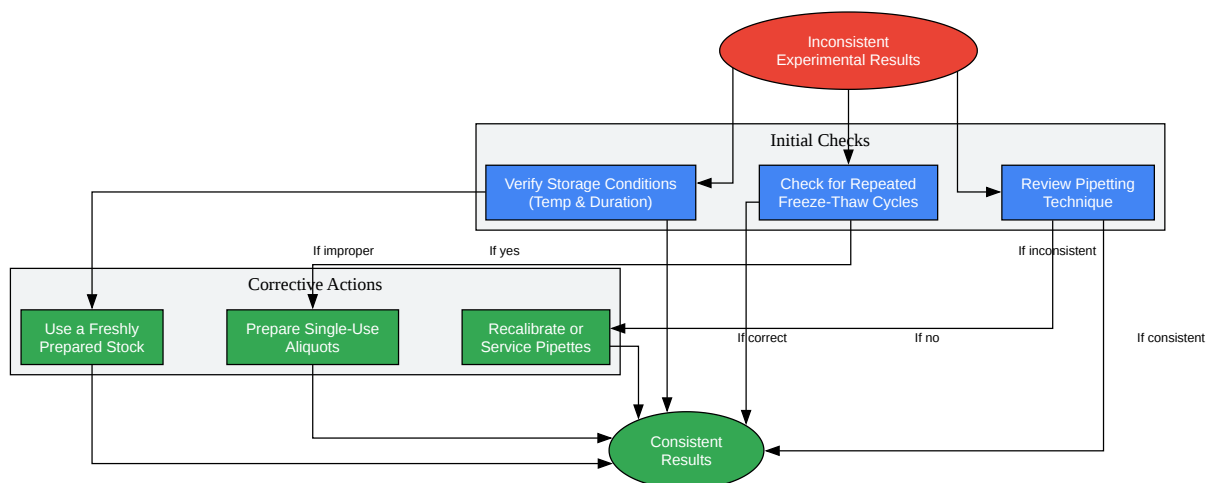 Inconsistent
Experimental Results
Initial Checks
Verify Storage Conditions
(Temp & Duration)
Check for Repeated
Freeze-Thaw Cycles
Review Pipetting
Technique
If improper
If yes
If inconsistent
Corrective Actions
Use a Freshly
Prepared Stock
Prepare Single-Use
Aliquots
Recalibrate or
Service Pipettes
If correct
If no
If consistent
Consistent
Results